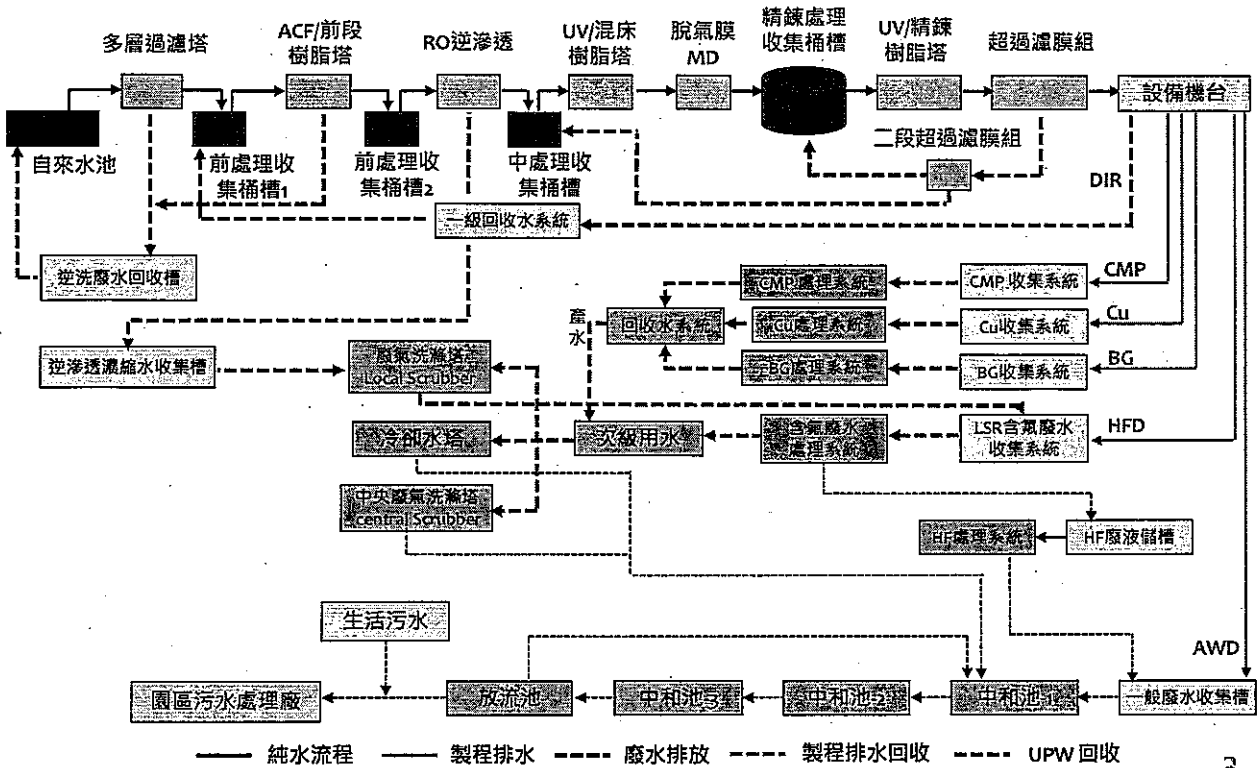 多層過濾塔
ACF/前段
樹脂塔
RO逆滲透
UV/混床
樹脂塔
脫氣膜
MD
精鍊處理
收集桶槽
UV/精鍊
樹脂塔
超過濾膜組
設備機台
自來水池
前處理收
集桶槽1
前處理收
集桶槽2
中處理收
集桶槽
二段超過濾膜組
DIR
一級回收水系統
逆洗廢水回收槽
CMP處理系統
CMP 收集系統
CMP
產水
回收水系統
Cu處理系統
Cu收集系統
Cu
逆滲透濃縮水收集槽
廢氣洗滌塔
Local Scrubber
BG處理系統
BG收集系統
BG
冷卻水塔
次級用水
含氟廢水
處理系統
LSR含氟廢水
收集系統
HFD
中央廢氣洗滌塔
central Scrubber
HF處理系統
HF廢液儲槽
生活污水
AWD
園區污水處理廠
放流池
中和池-3
中和池-2
中和池-1
一般廢水收集槽
純水流程
製程排水
廢水排放
製程排水回收
UPW 回收